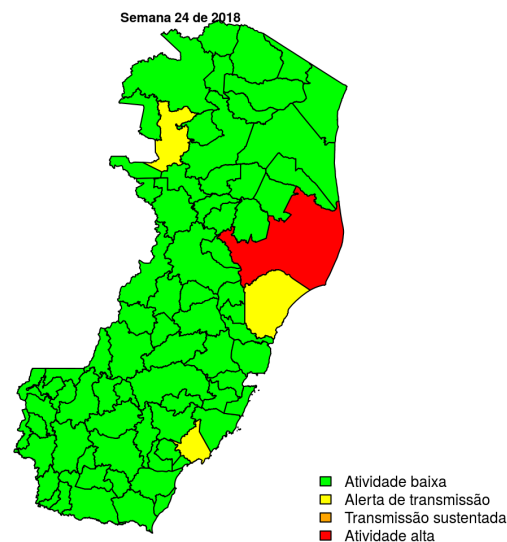 Semana 24 de 2018
Atividade baixa
Alerta de transmissão
Transmissão sustentada
Atividade alta